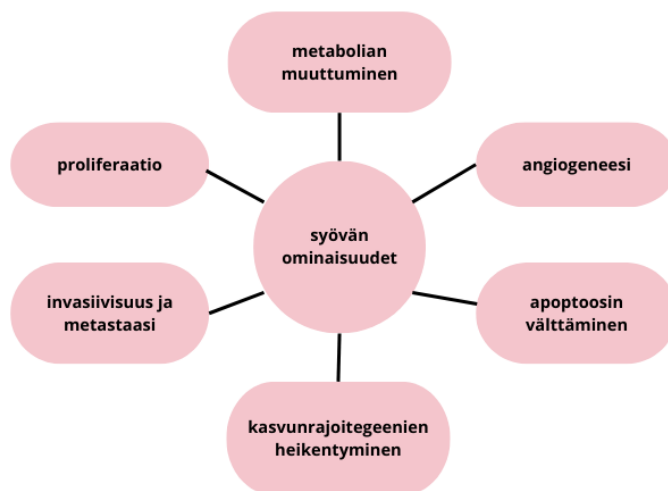 metabolian
muuttuminen
proliferaatio
angiogeneesi
syövän
ominaisuudet
invasiivisuus ja
metastaasi
apoptoosin
välttäminen
kasvunrajoitegeenien
heikentyminen